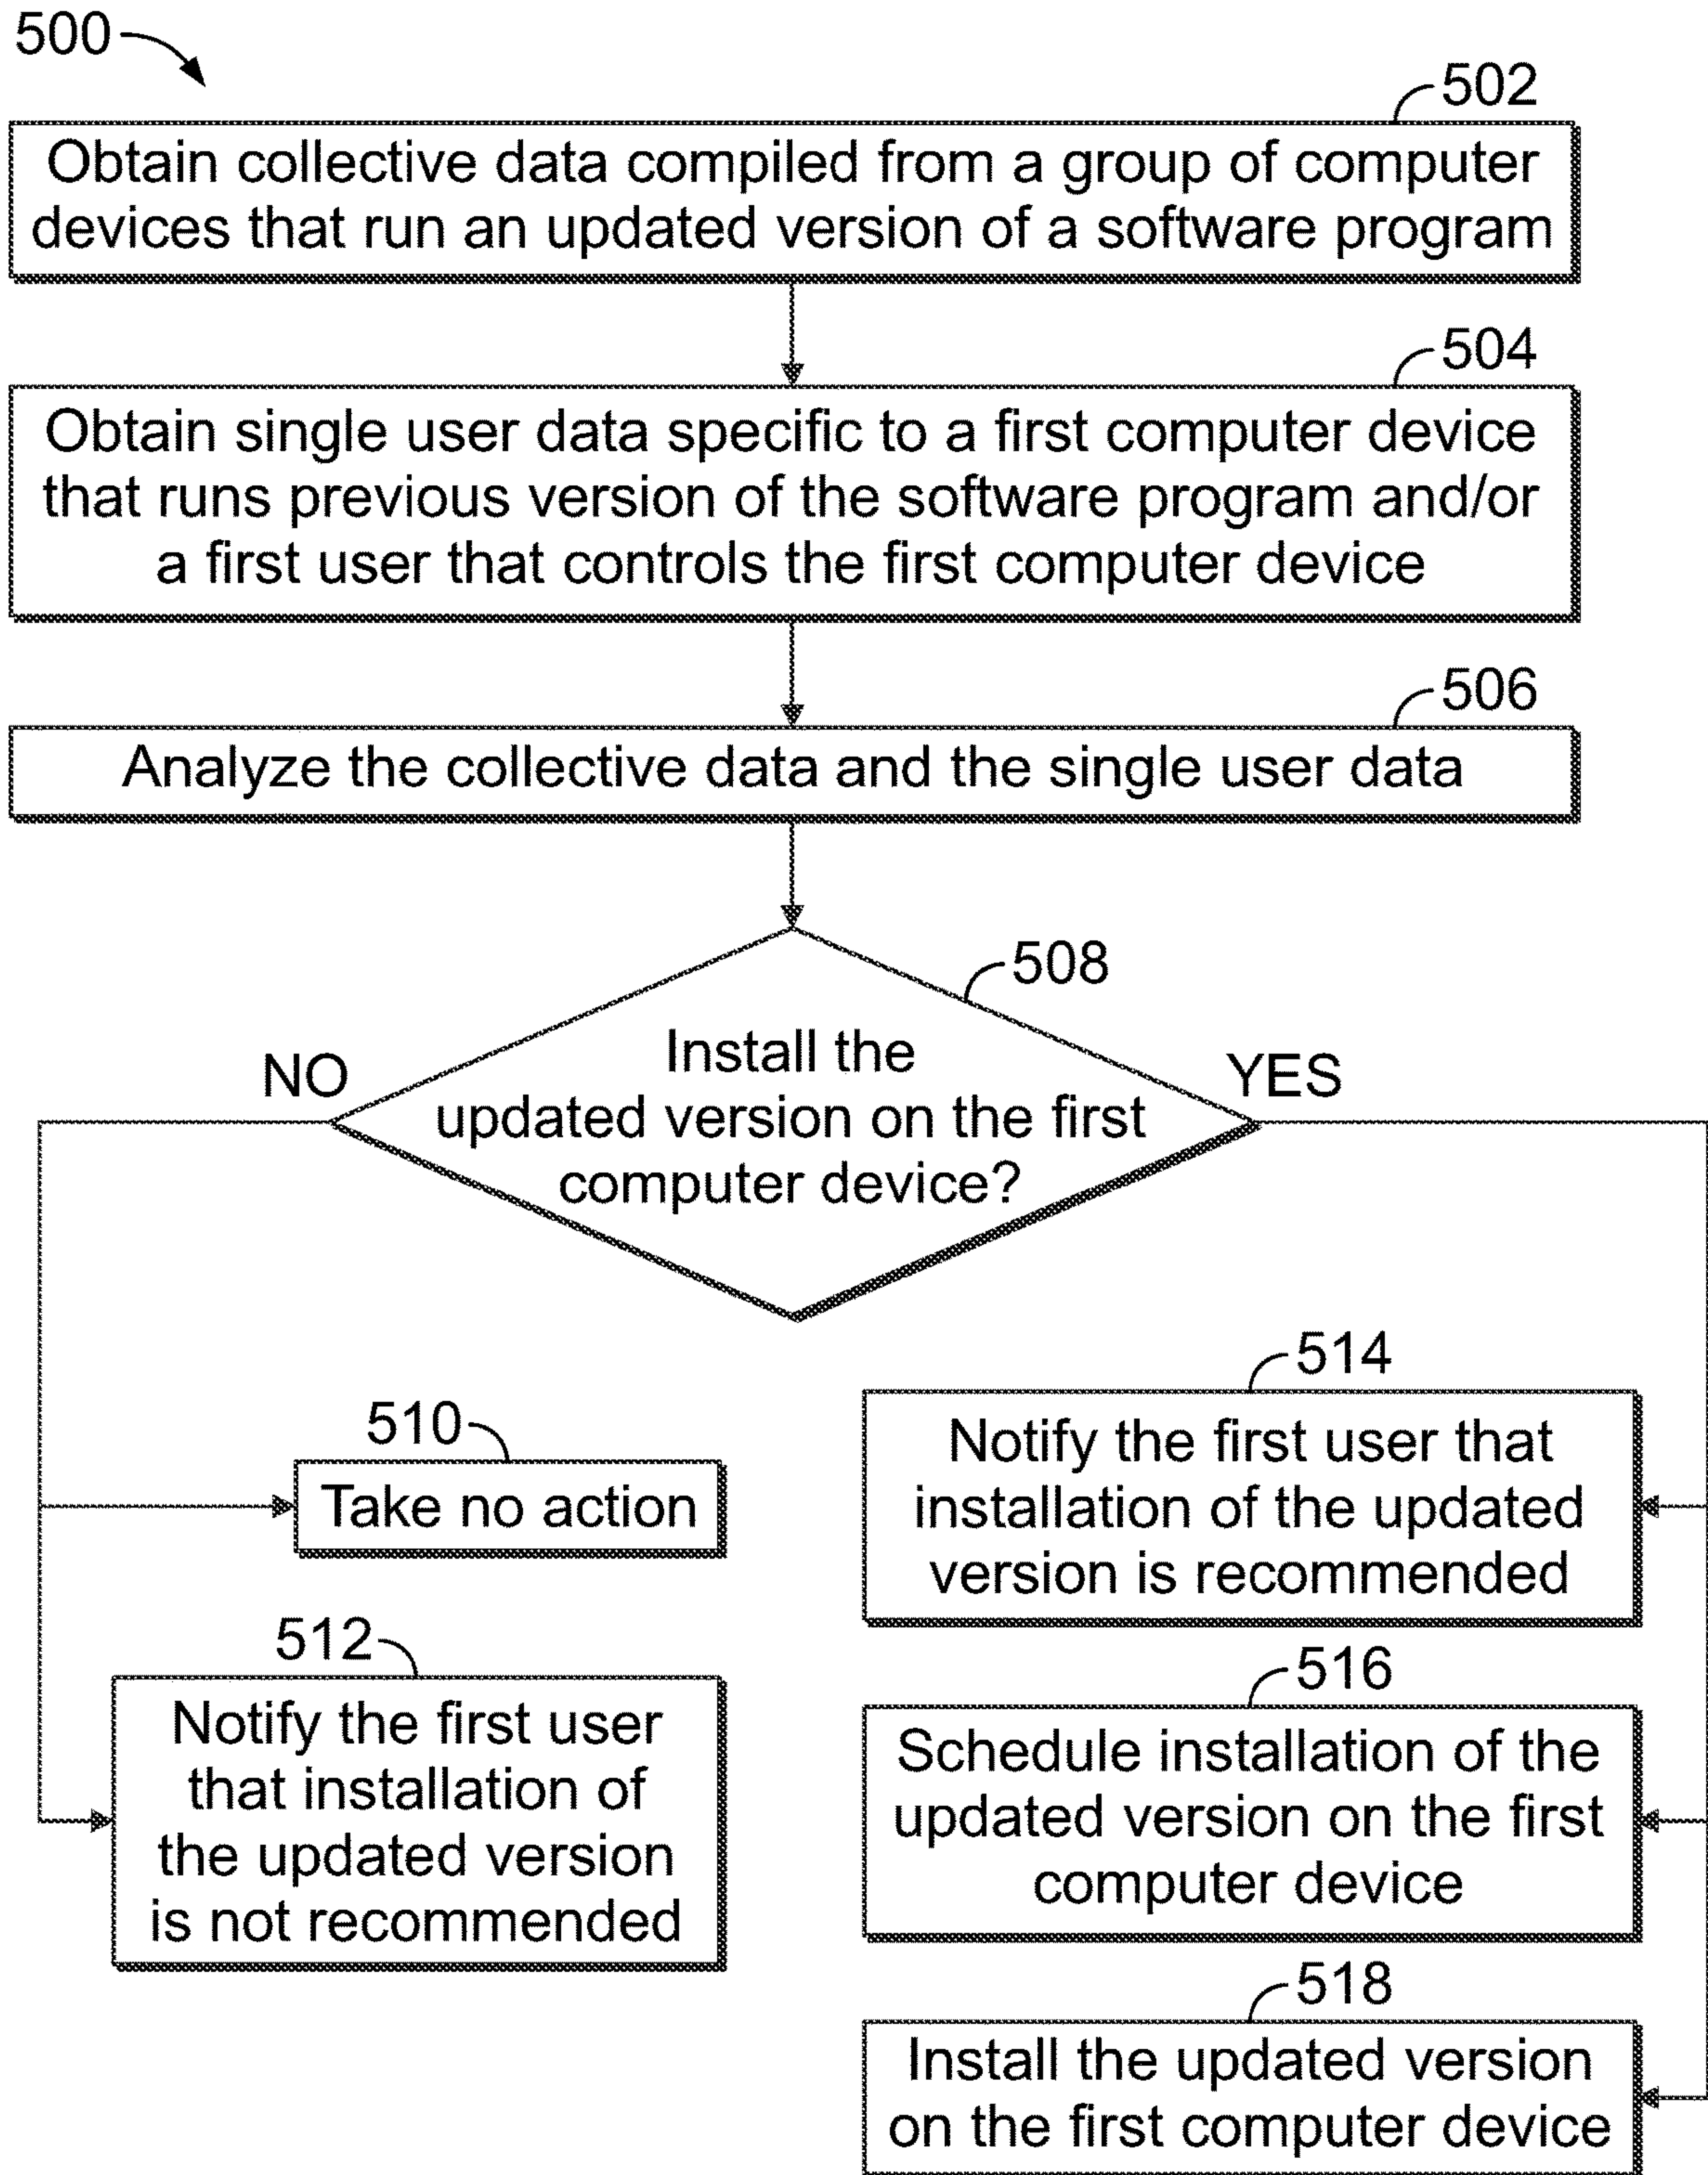 500
502
Obtain collective data compiled from a group of computer
devices that run an updated version of a software program
504
Obtain single user data specific to a first computer device
that runs previous version of the software program and/or
a first user that controls the first computer device
506
Analyze the collective data and the single user data
508
Install the
updated version on the first
computer device?
NO
YES
510
Take no action
512
Notify the first user
that installation of
the updated version
is not recommended
514
Notify the first user that
installation of the updated
version is recommended
516
Schedule installation of the
updated version on the first
computer device
518
Install the updated version
on the first computer device